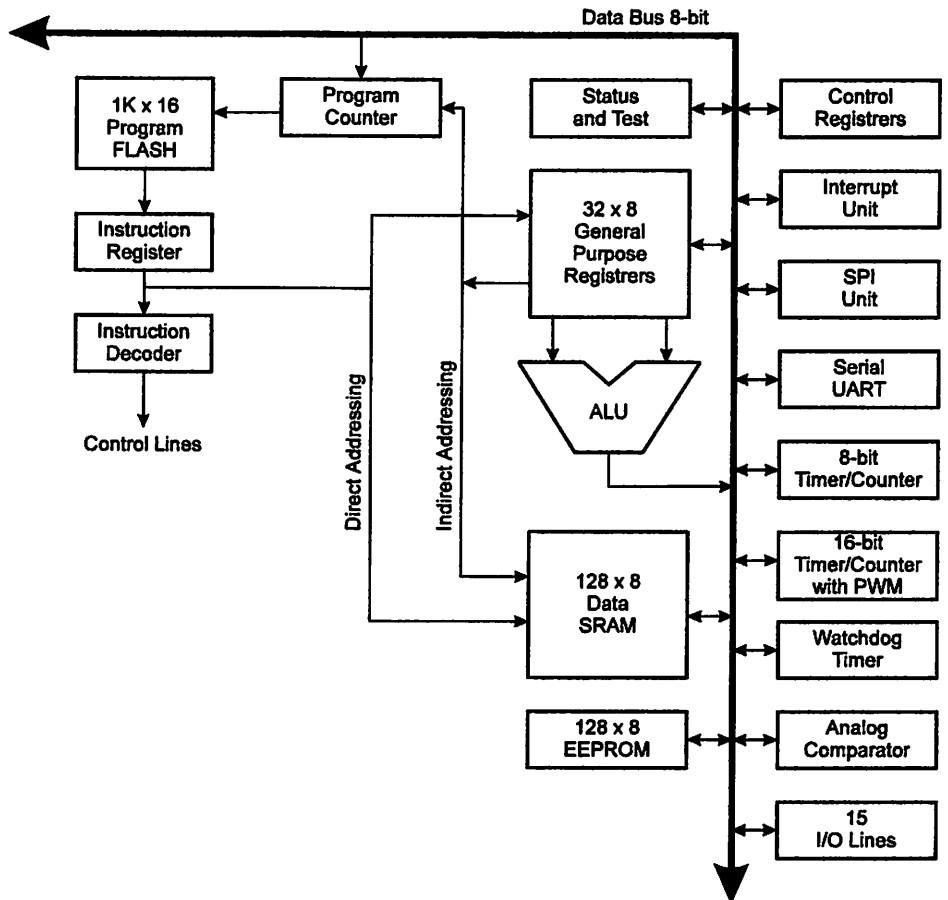 Data Bus 8-bit
1K x 16
Program
FLASH
Program
Counter
Status
and Test
Control
Registrers
Instruction
Register
32 x 8
General
Purpose
Registrers
Interrupt
Unit
SPI
Unit
Instruction
Decoder
Control Lines
Direct Addressing
Indirect Addressing
ALU
Serial
UART
8-bit
Timer/Counter
16-bit
Timer/Counter
with PWM
128 x 8
Data
SRAM
Watchdog
Timer
128 x 8
EEPROM
Analog
Comparator
15
I/O Lines